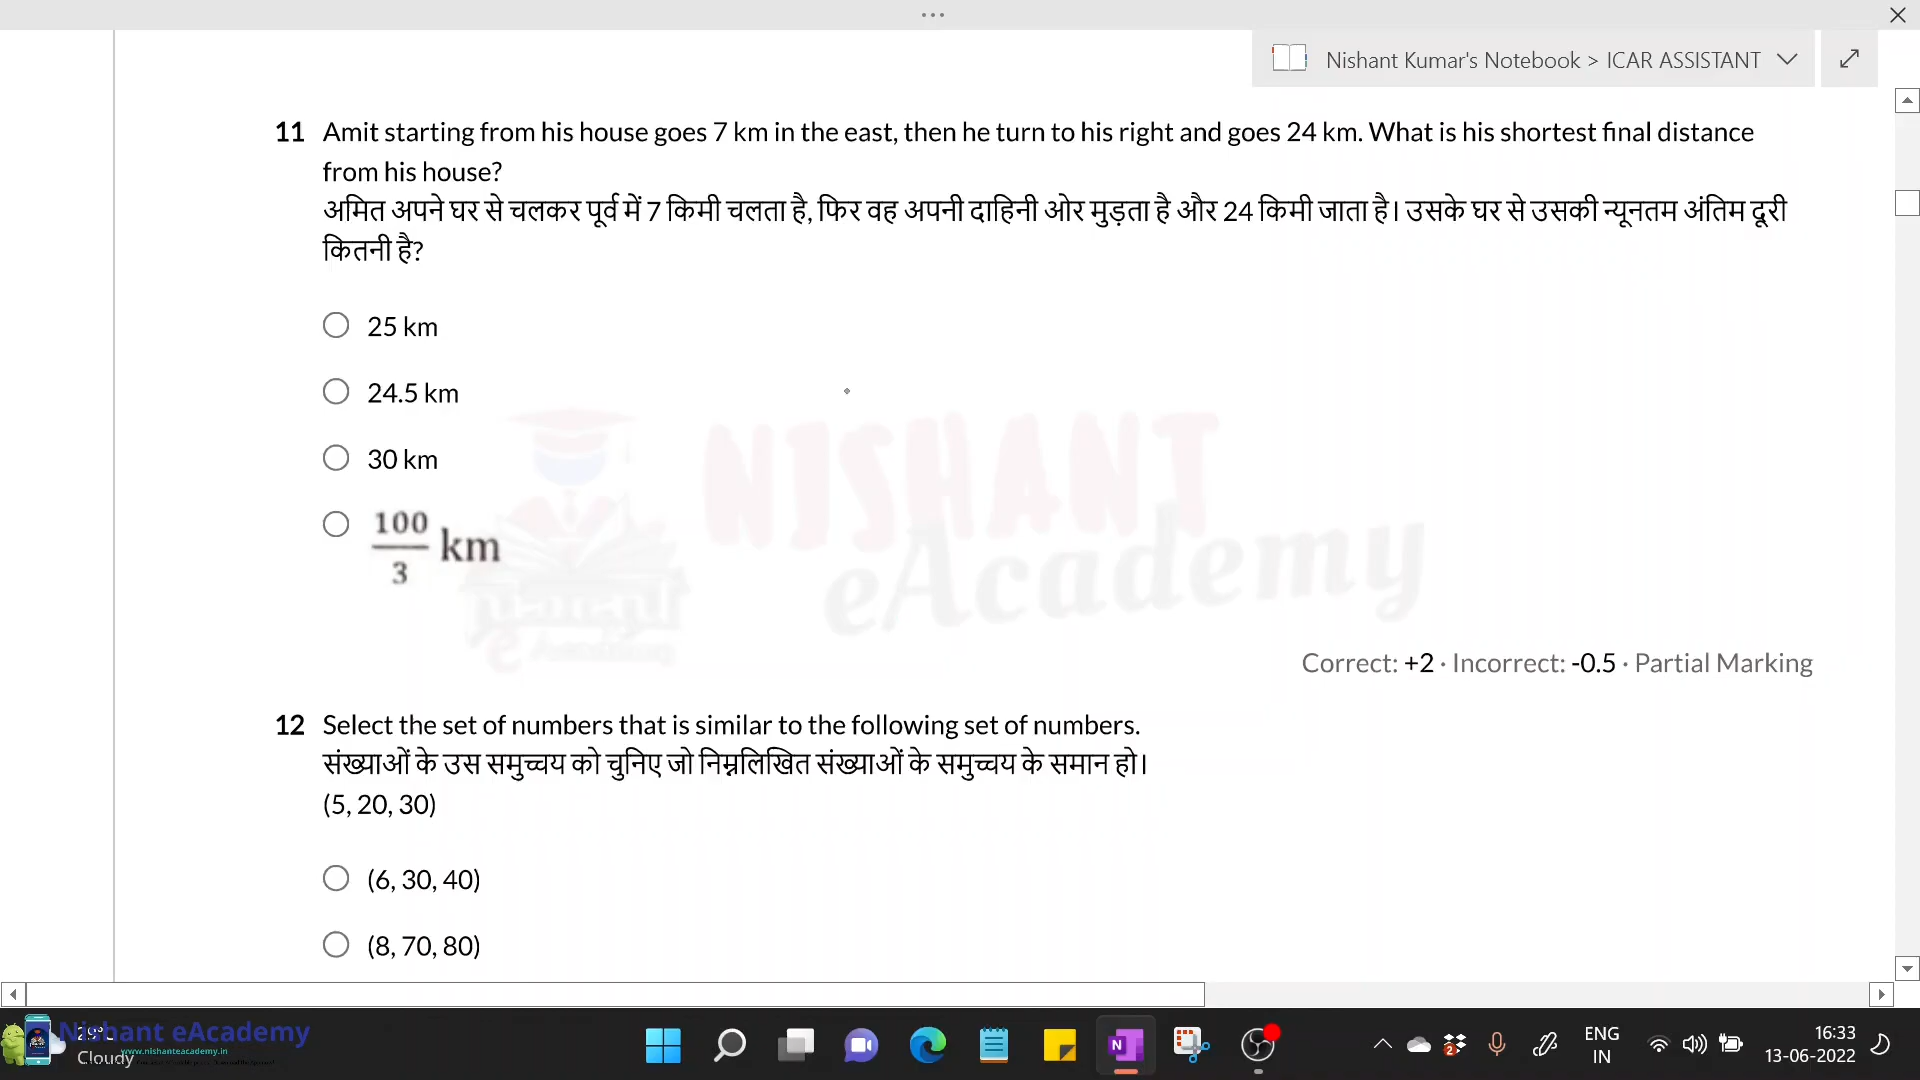 Nishant Kumar's Notebook > ICAR ASSISTANT
11 Amit starting from his house goes 7 km in the east, then he turn to his right and goes 24 km. What is his shortest final distance
from his house?
अमित अपने घर से चलकर पूर्व में 7 किमी चलता है, फिर वह अपनी दाहिनी ओर मुड़ता है और 24 किमी जाता है। उसके घर से उसकी न्यूनतम अंतिम दूरी
कितनी है?
25 km
24.5 km
30 km
100/3 km
NISHANT
eAcademy
Correct: +2 · Incorrect: -0.5 · Partial Marking
12 Select the set of numbers that is similar to the following set of numbers.
संख्याओं के उस समुच्चय को चुनिए जो निम्नलिखित संख्याओं के समुच्चय के समान हो।
(5, 20, 30)
(6, 30, 40)
(8, 70, 80)
Nishant eAcademy
www.nishanteacademy.in
Cloudy
ENG
IN
16:33
13-06-2022